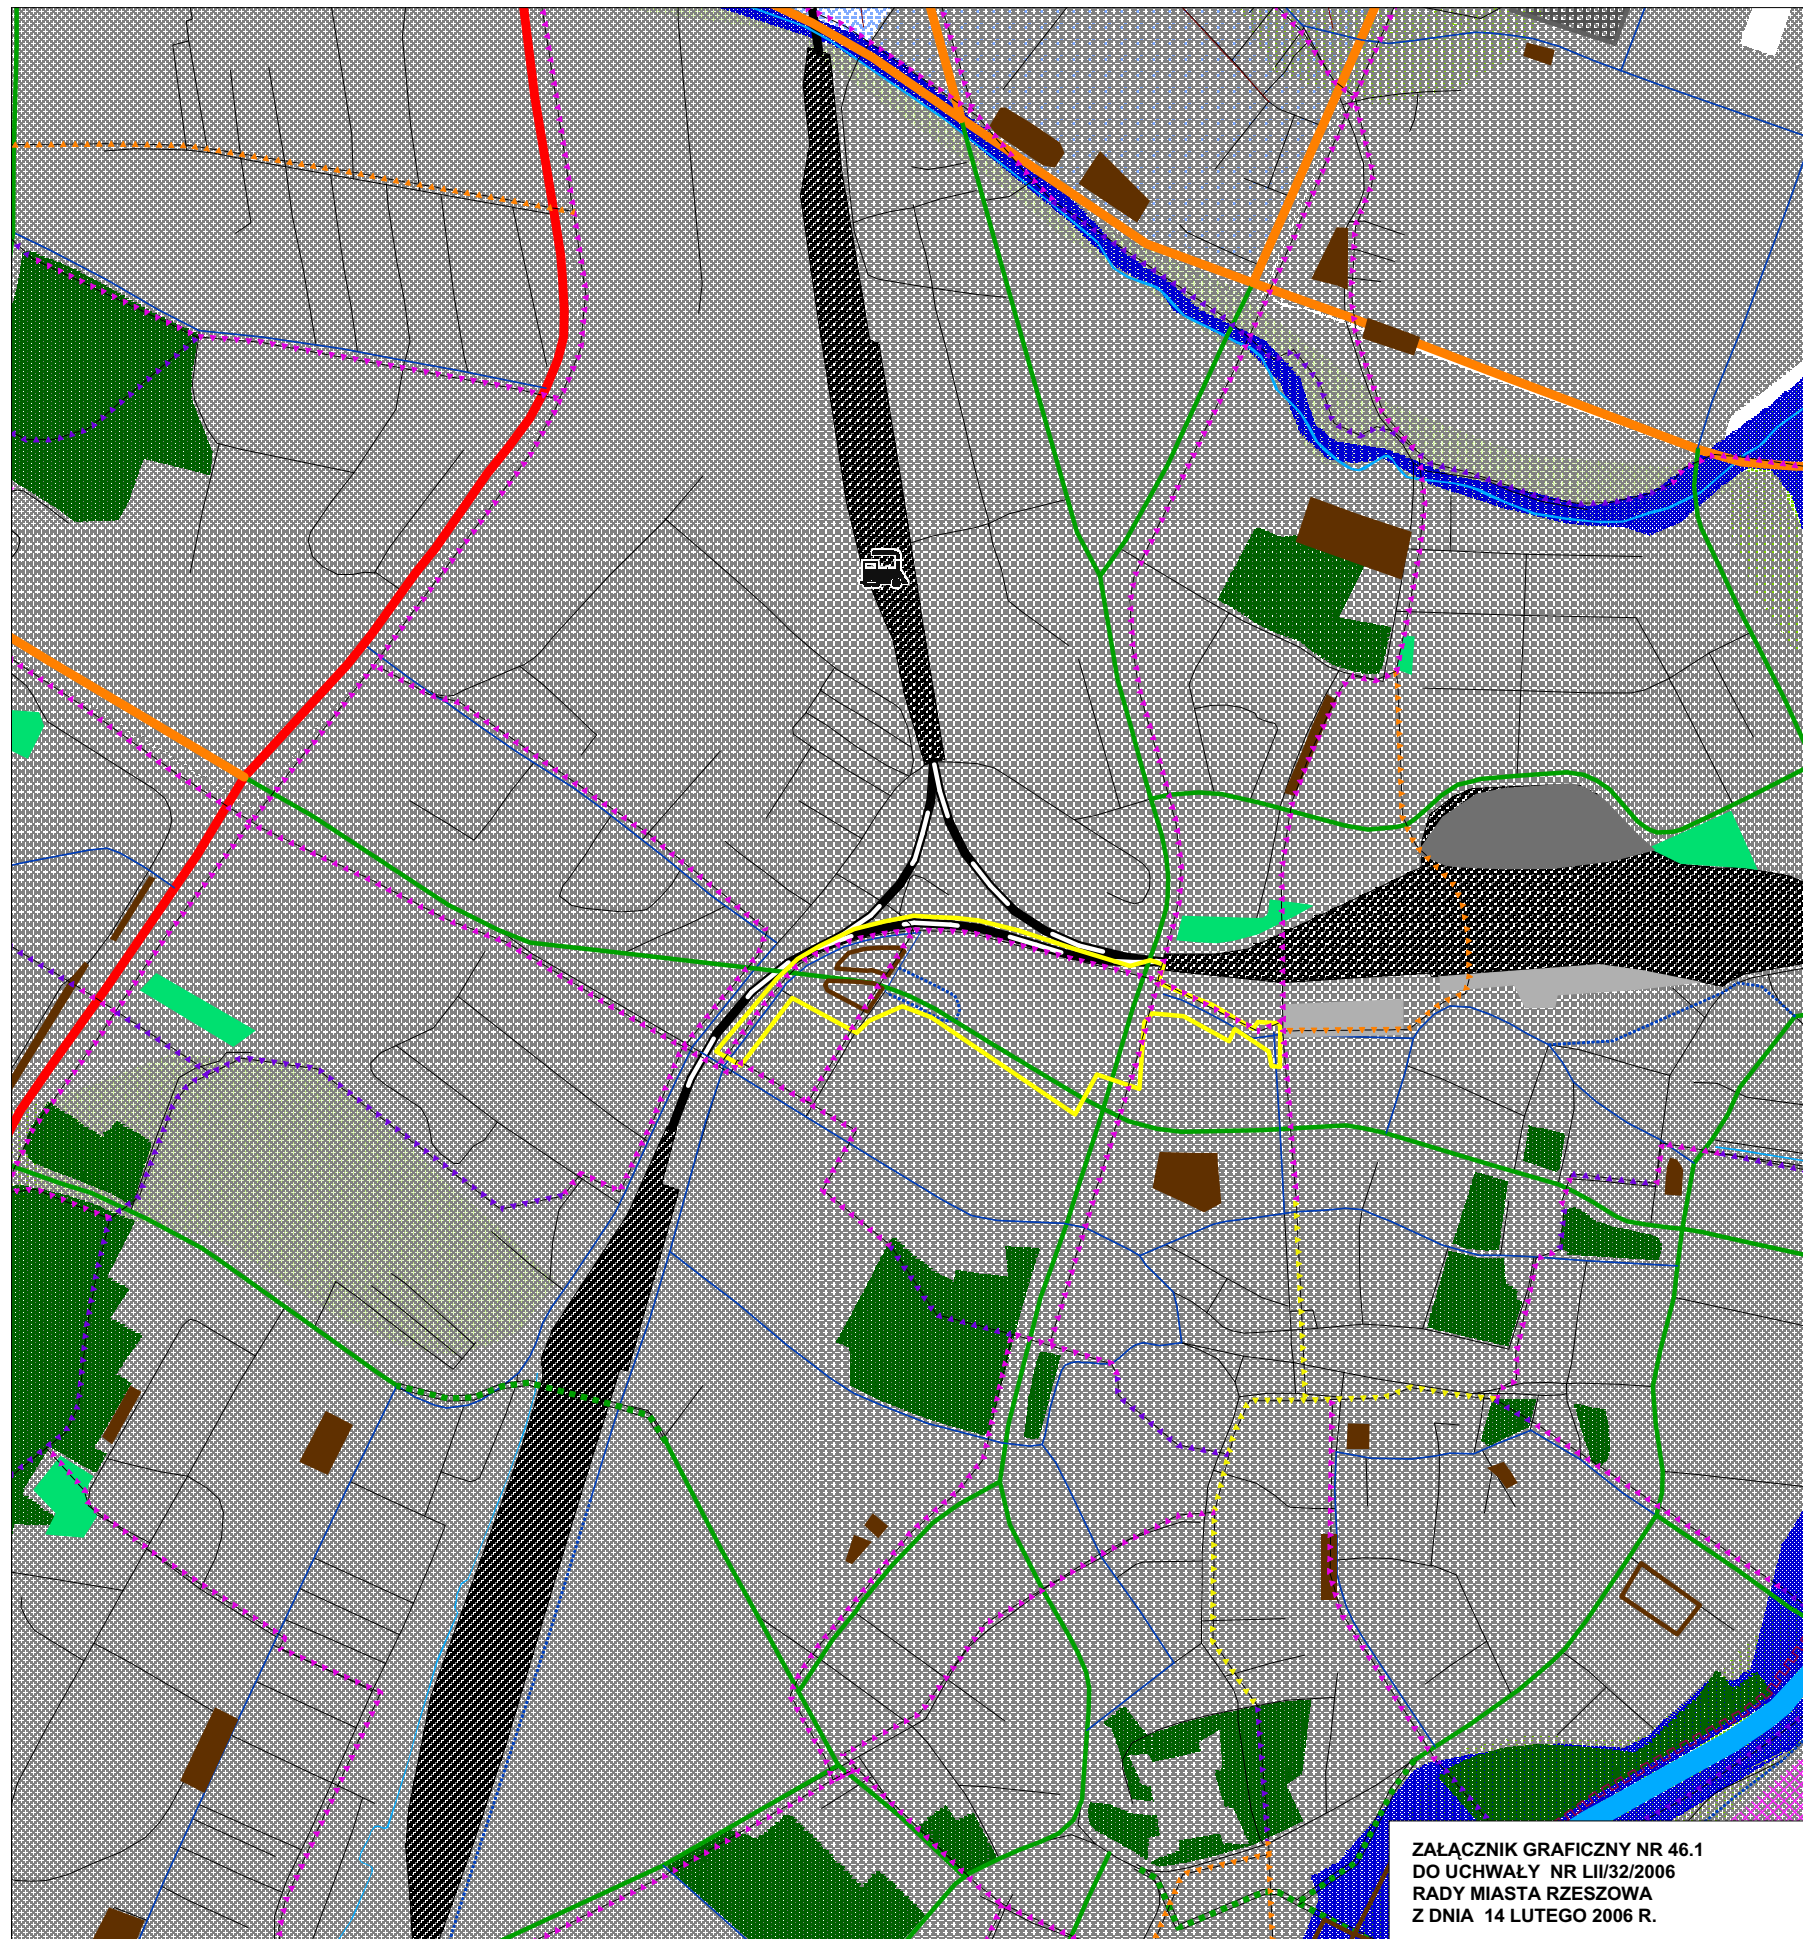 ZAŁĄCZNIK GRAFICZNY NR 46.1
DO UCHWAŁY NR LII/32/2006
RADY MIASTA RZESZOWA
Z DNIA 14 LUTEGO 2006 R.